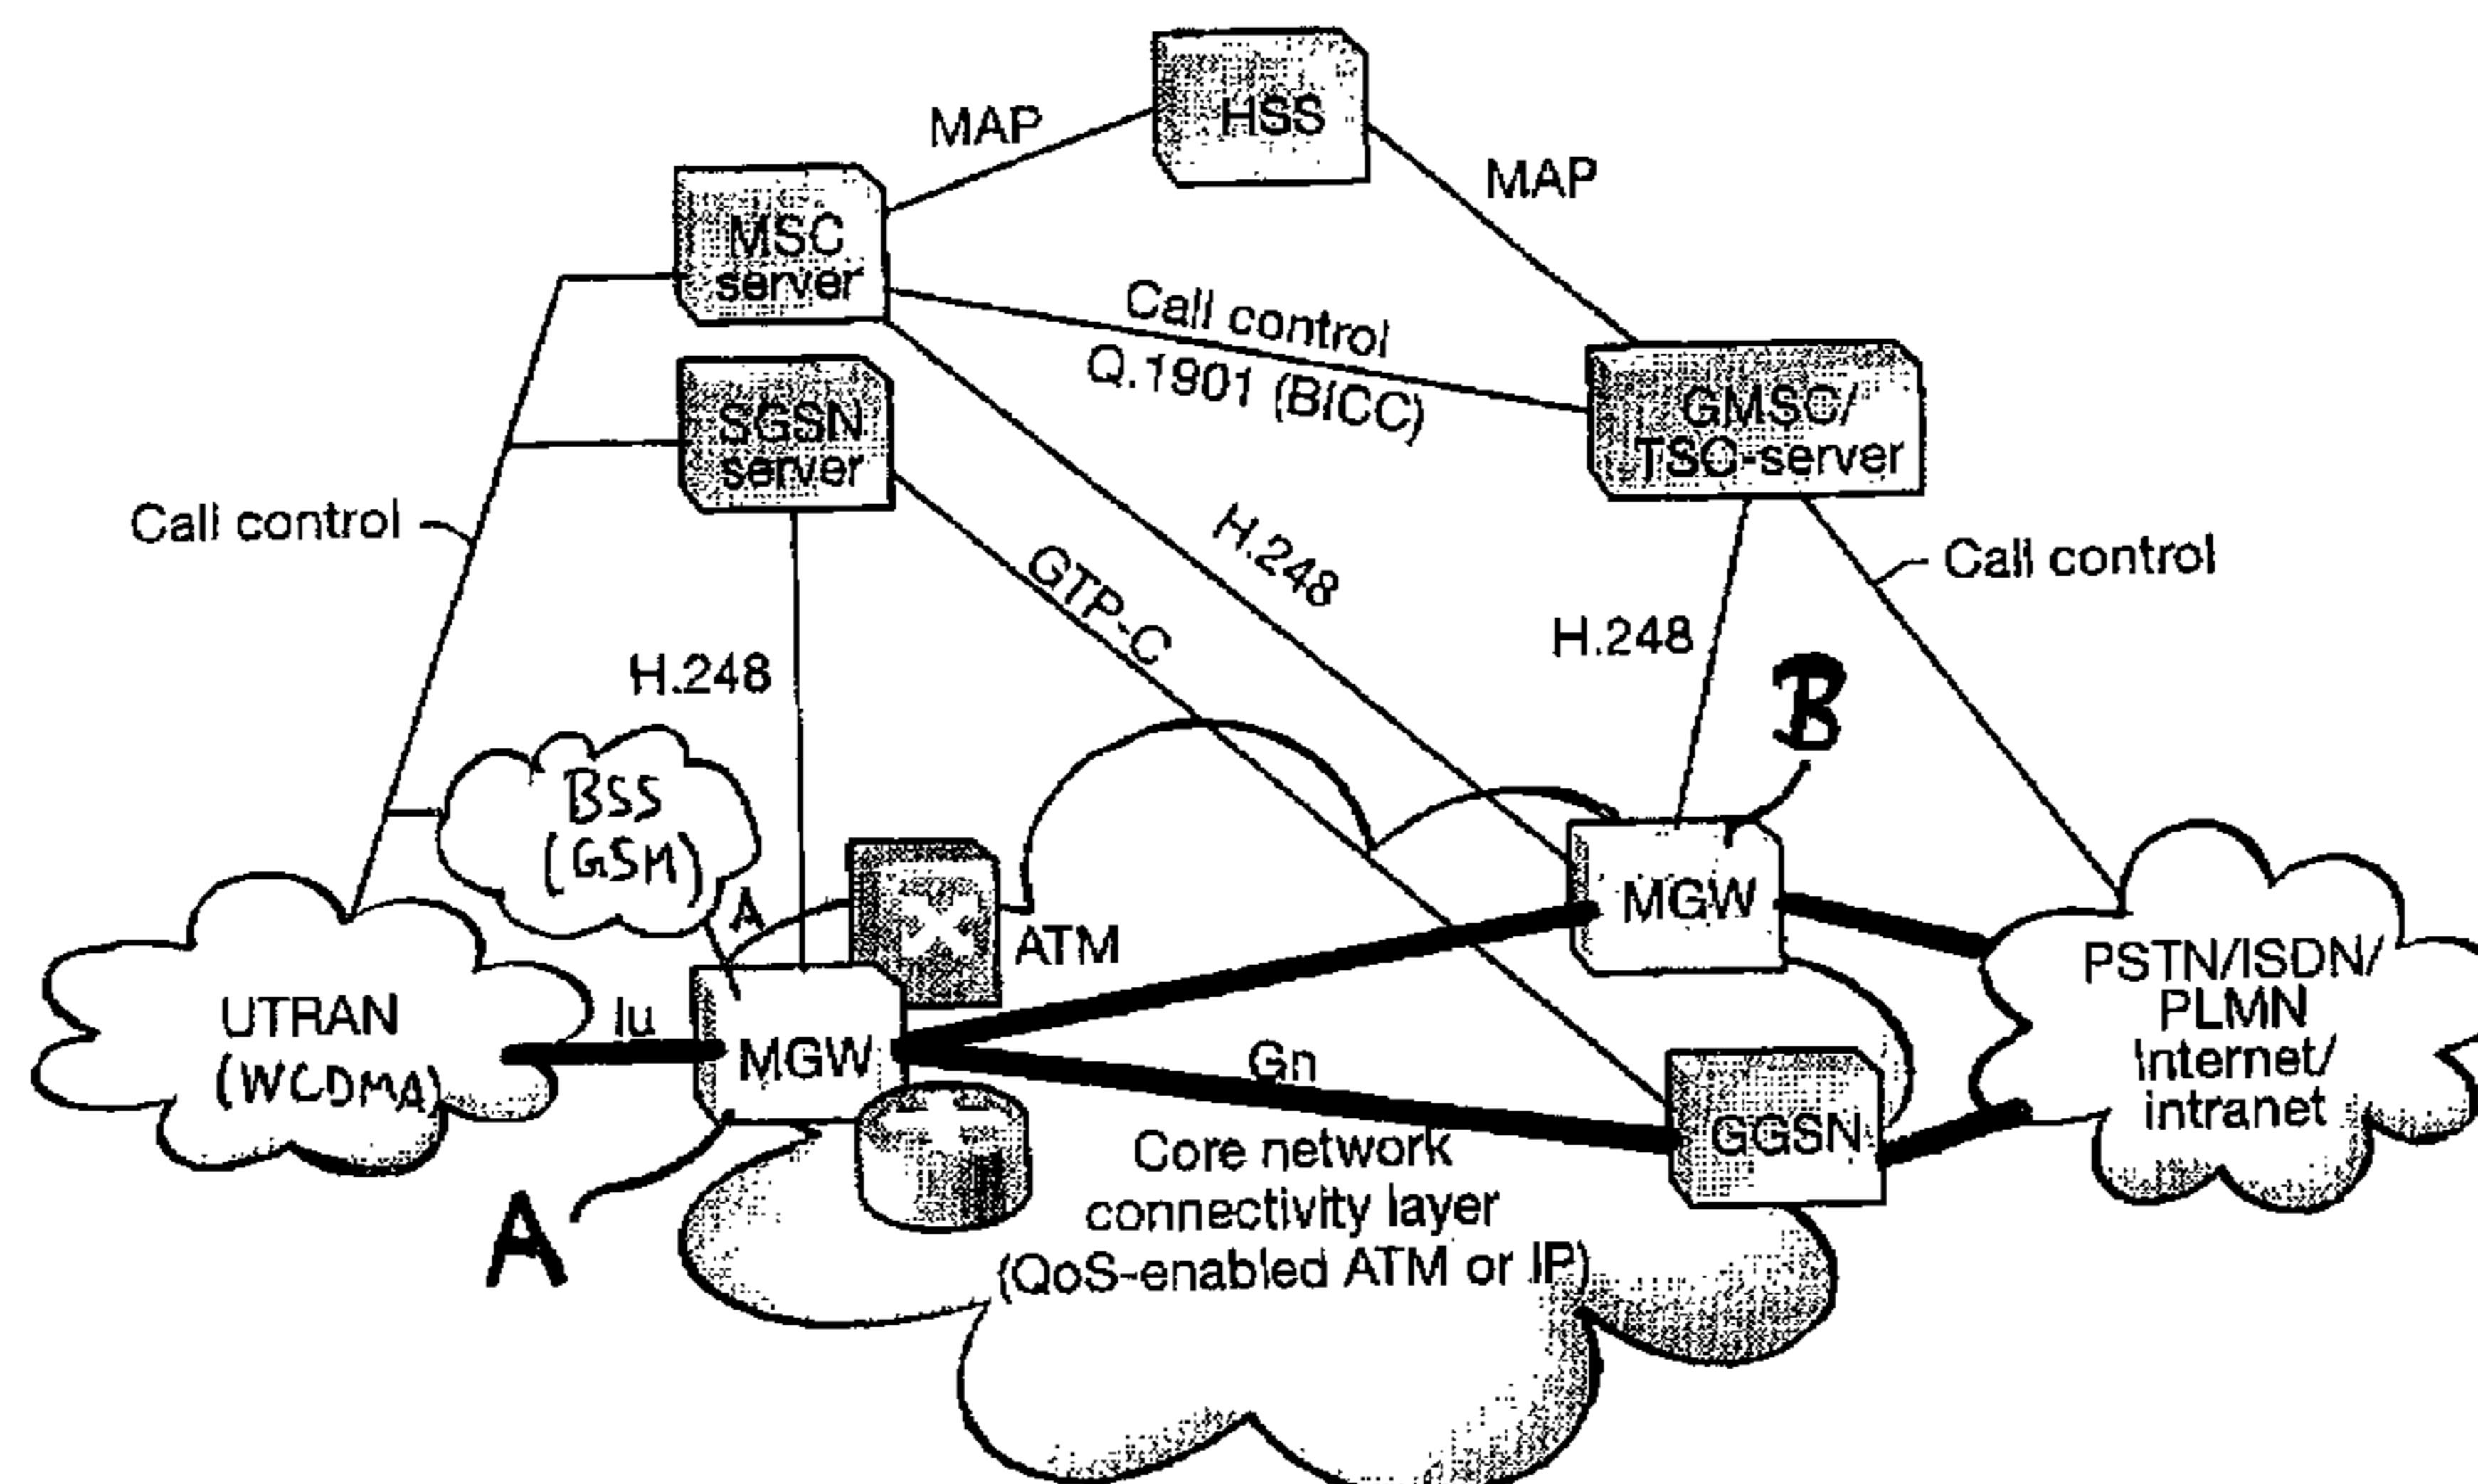 HSS
MAP
MAP
MSC
server
Call control
Q.1901 (BICC)
GMSC/
TSC-server
SGSN
server
Call control
H.248
GTP-C
Call control
H.248
H.248
B
BSS
(GSM)
A
ATM
MGW
UTRAN
(WCDMA)
Iu
MGW
Gn
GGSN
PSTN/ISDN/
PLMN
Internet/
intranet
Core network
connectivity layer
(QoS-enabled ATM or IP)
A